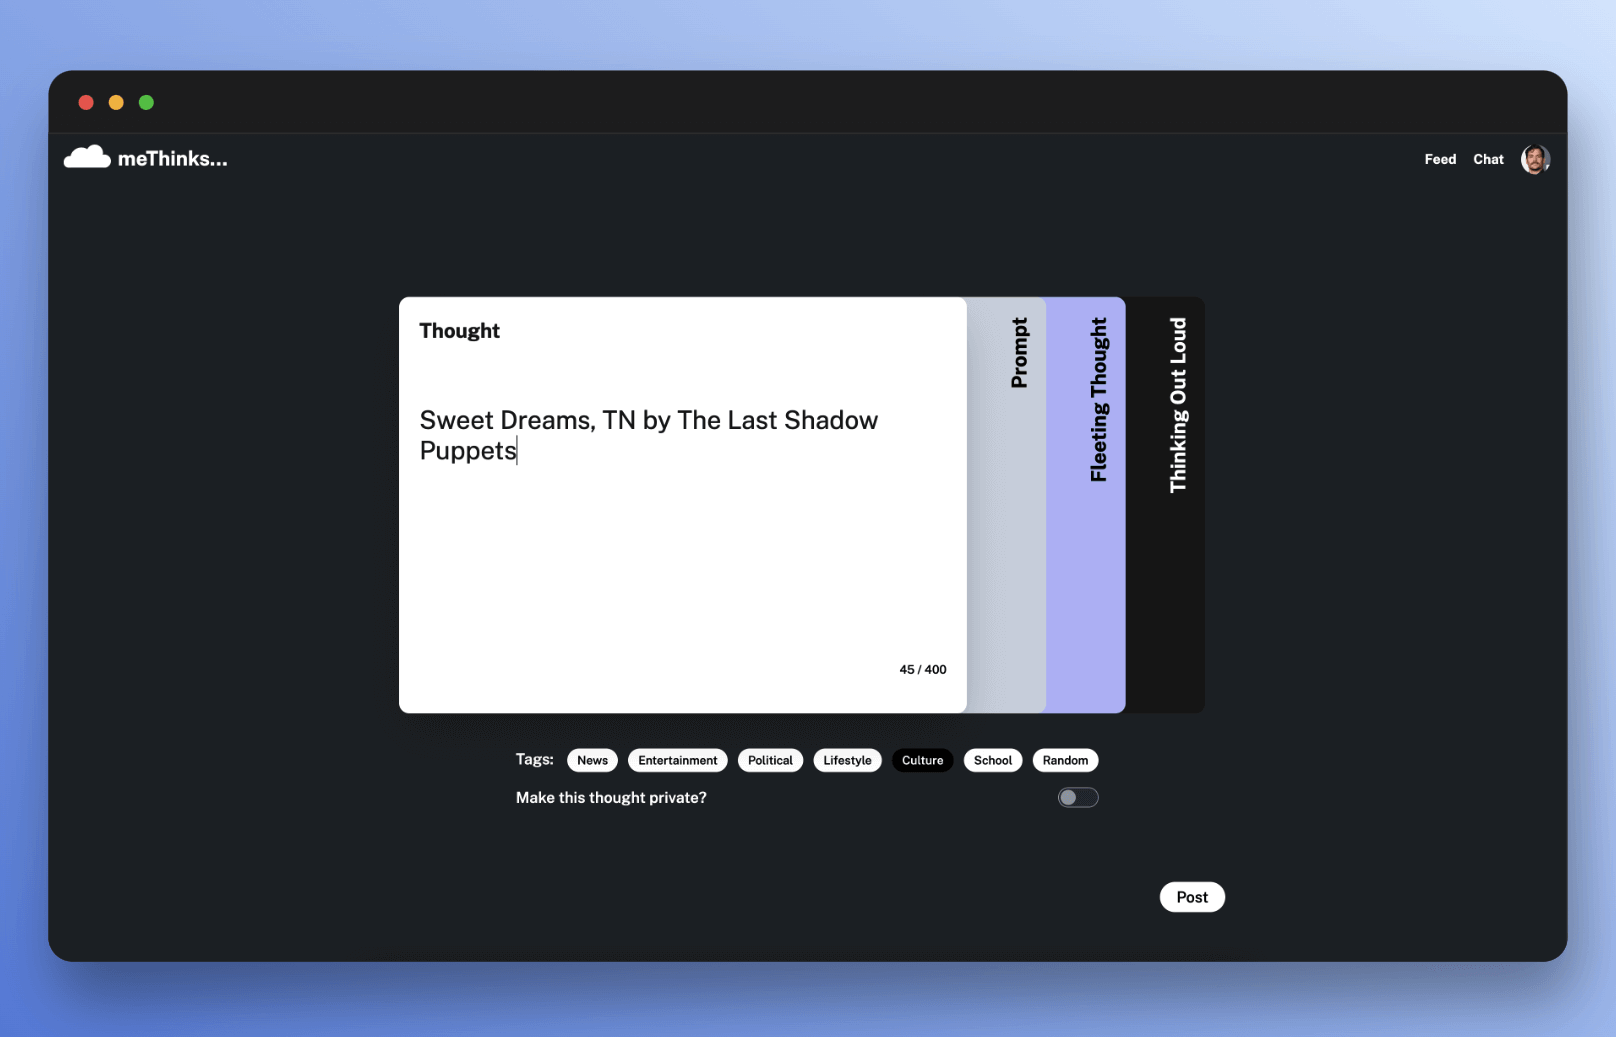 meThinks...
Feed
Chat
Thought
Sweet Dreams, TN by The Last Shadow
Puppets
45 / 400
Prompt
Fleeting Thought
Thinking Out Loud
Tags:
News
Entertainment
Political
Lifestyle
Culture
School
Random
Make this thought private?
Post